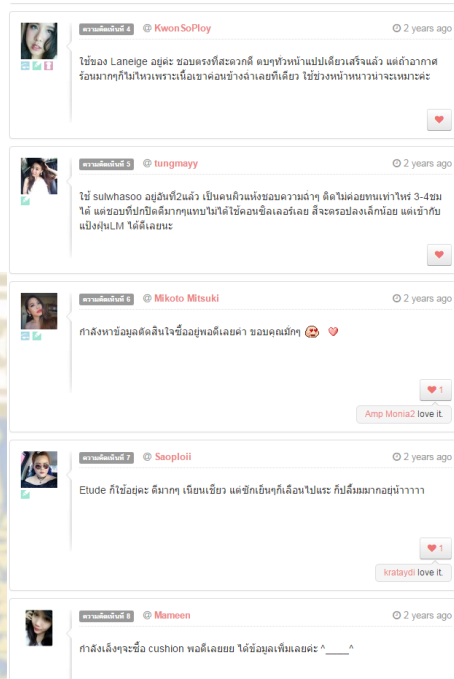 ความคิดเห็นที่ 4 @ KwonSoPloy 2 years ago
ใช้ของ Laneige อยู่ค่ะ ชอบตรงที่สะดวกดี ตบๆทั่วหน้าแปปเดียวเสร็จแล้ว แต่ถ้าอากาศ
ร้อนมากๆก็ไม่ไหวเพราะเนื้อเขาค่อนข้างฉ่ำเลยทีเดียว ใช้ช่วงหน้าหนาวน่าจะเหมาะค่ะ
ความคิดเห็นที่ 5 @ tungmayy 2 years ago
ใช้ sulwhasoo อยู่อันที่2แล้ว เป็นคนผิวแห้งชอบความฉ่ำๆ ติดไม่ค่อยทนเท่าไหร่ 3-4ชม
ได้ แต่ชอบที่ปกปิดดีมากๆแทบไม่ได้ใช้คอนซีลเลอร์เลย สีจะดรอปลงเล็กน้อย แต่เข้ากับ
แป้งฝุ่นLM ได้ดีเลยนะ
ความคิดเห็นที่ 6 @ Mikoto Mitsuki 2 years ago
กำลังหาข้อมูลตัดสินใจซื้ออยู่พอดีเลยค่า ขอบคุณมั่กๆ
1
Amp Monia2 love it.
ความคิดเห็นที่ 7 @ Saoploii 2 years ago
Etude ก็ใช้อยุ่คะ ดีมากๆ เนียนเชียว แต่ซักเย็นๆก็เลือนไปแระ ก็ปลื้มมมากอยุ่น้าาาาา
1
krataydi love it.
ความคิดเห็นที่ 8 @ Mameen 2 years ago
กำลังเล็งๆจะซื้อ cushion พอดีเลยยย ได้ข้อมูลเพิ่มเลยค่ะ ^____^